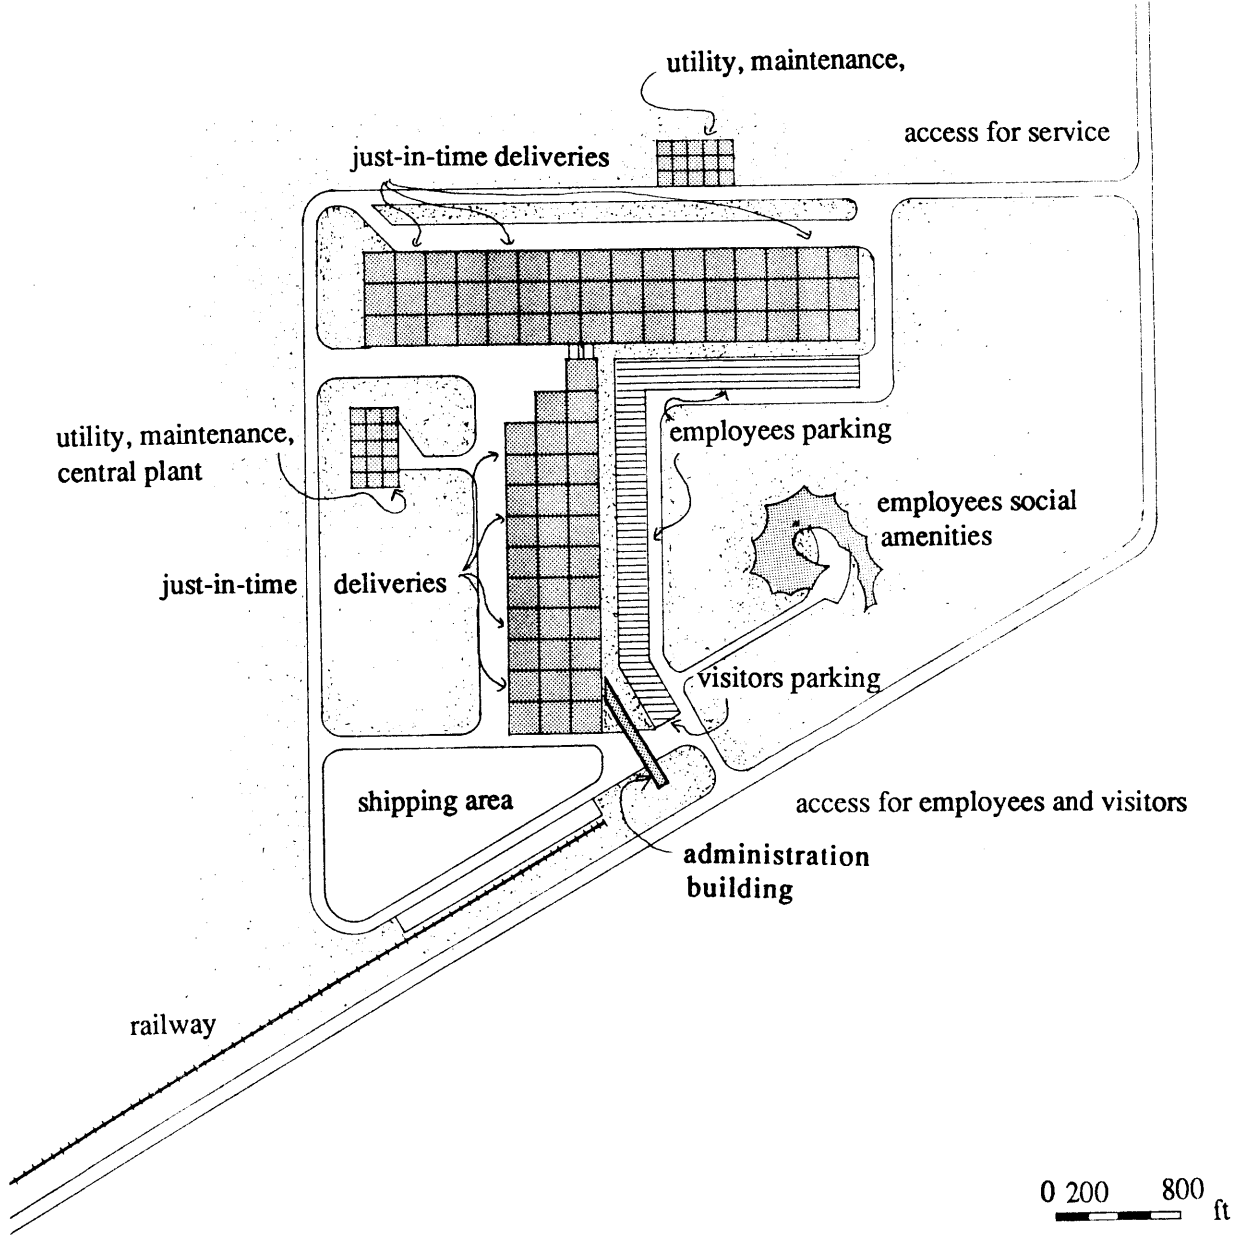 utility, maintenance,
access for service
just-in-time deliveries
employees parking
utility, maintenance,
central plant
employees social
amenities
just-in-time deliveries
visitors parking
shipping area
access for employees and visitors
administration
building
railway
0 200 800
ft